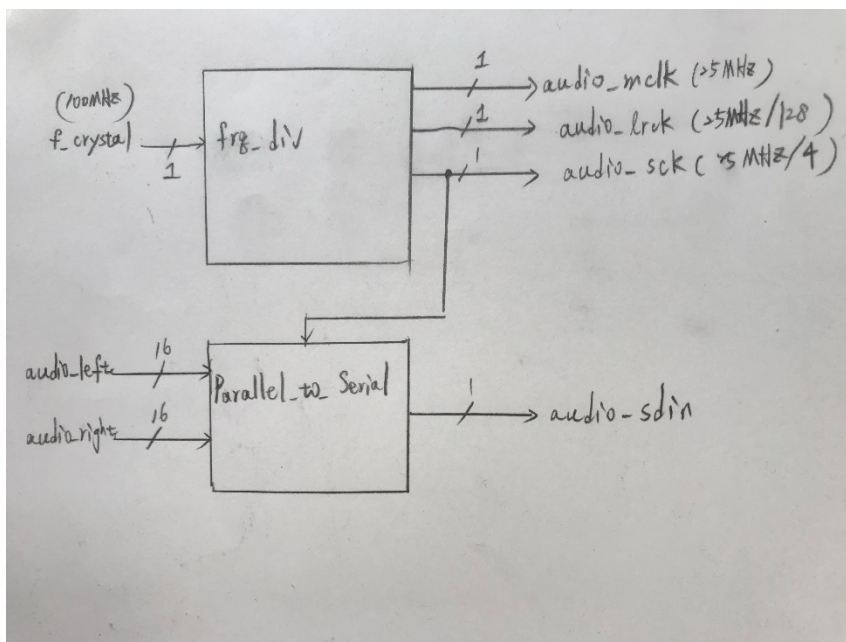 1
(100MHz)
f_crystal
1
frq_div
audio_mclk (25MHz)
1
audio_lrck (25MHz/128)
1
audio_sck (25MHz/4)
audio_left
16
Parallel_to_Serial
audio_right
16
1
audio_sdin